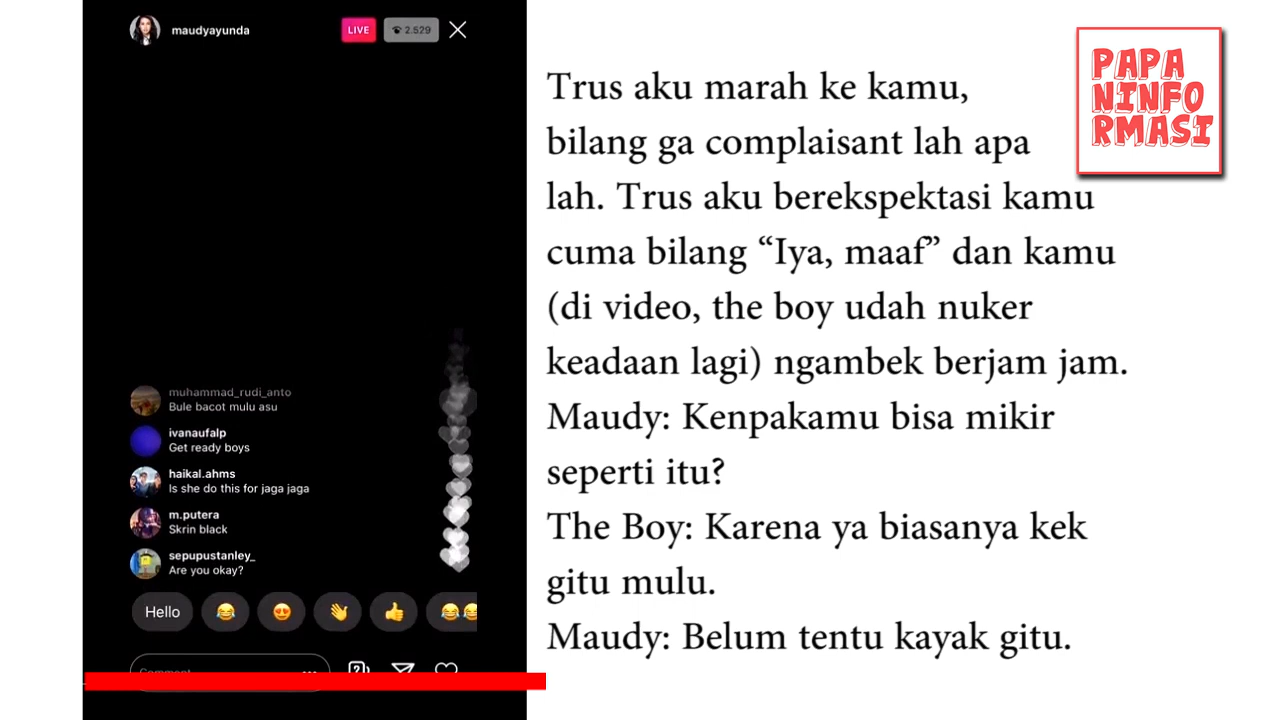 maudyayunda
LIVE
2.529
muhammad_rudi_anto
Bule bacot mulu asu
ivanaufalp
Get ready boys
haikal.ahms
Is she do this for jaga jaga
m.putera
Skrin black
sepupustanley_
Are you okay?
Hello
Comment
Trus aku marah ke kamu,
bilang ga complaisant lah apa
lah. Trus aku berekspektasi kamu
cuma bilang “Iya, maaf” dan kamu
(di video, the boy udah nuker
keadaan lagi) ngambek berjam jam.
Maudy: Kenpakamu bisa mikir
seperti itu?
The Boy: Karena ya biasanya kek
gitu mulu.
Maudy: Belum tentu kayak gitu.
PAPA
NINFO
RMASI